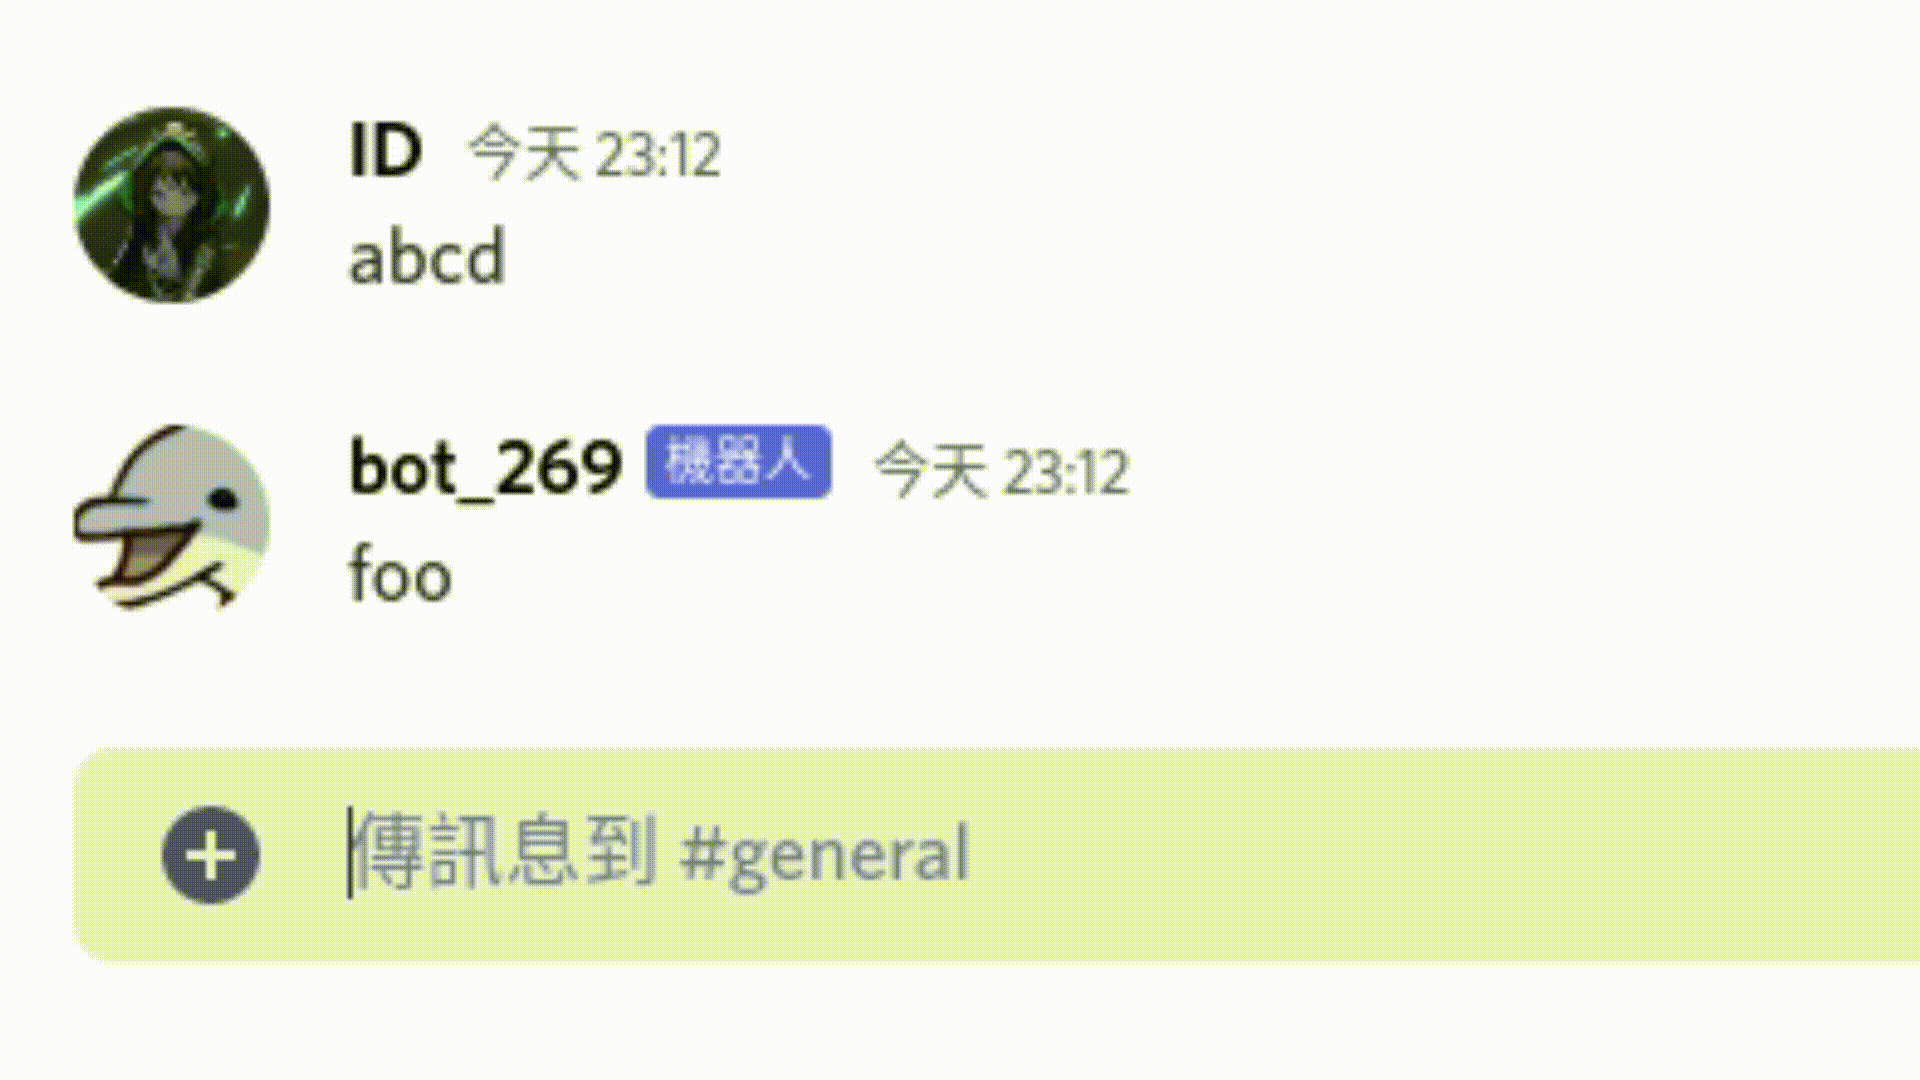 ID 今天 23:12
abcd
bot_269 機器人 今天 23:12
foo
傳訊息到 #general